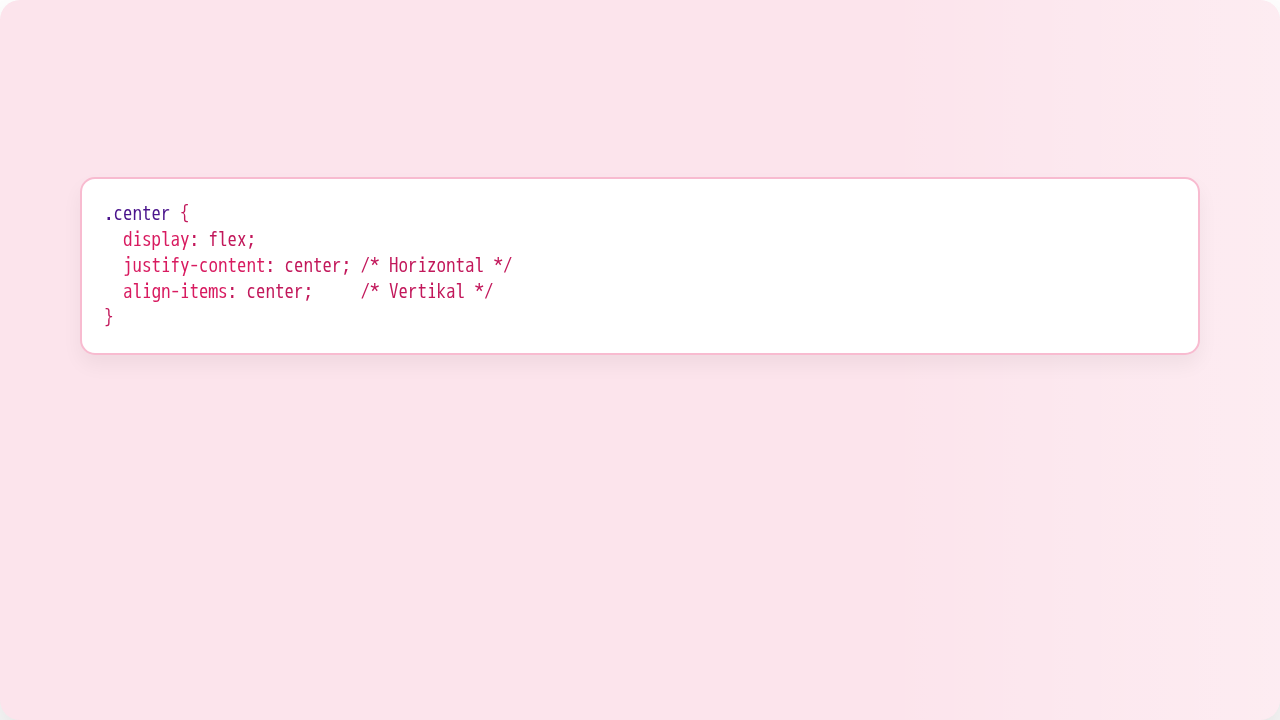 .center {
  display: flex;
  justify-content: center; /* Horizontal */
  align-items: center;     /* Vertikal */
}